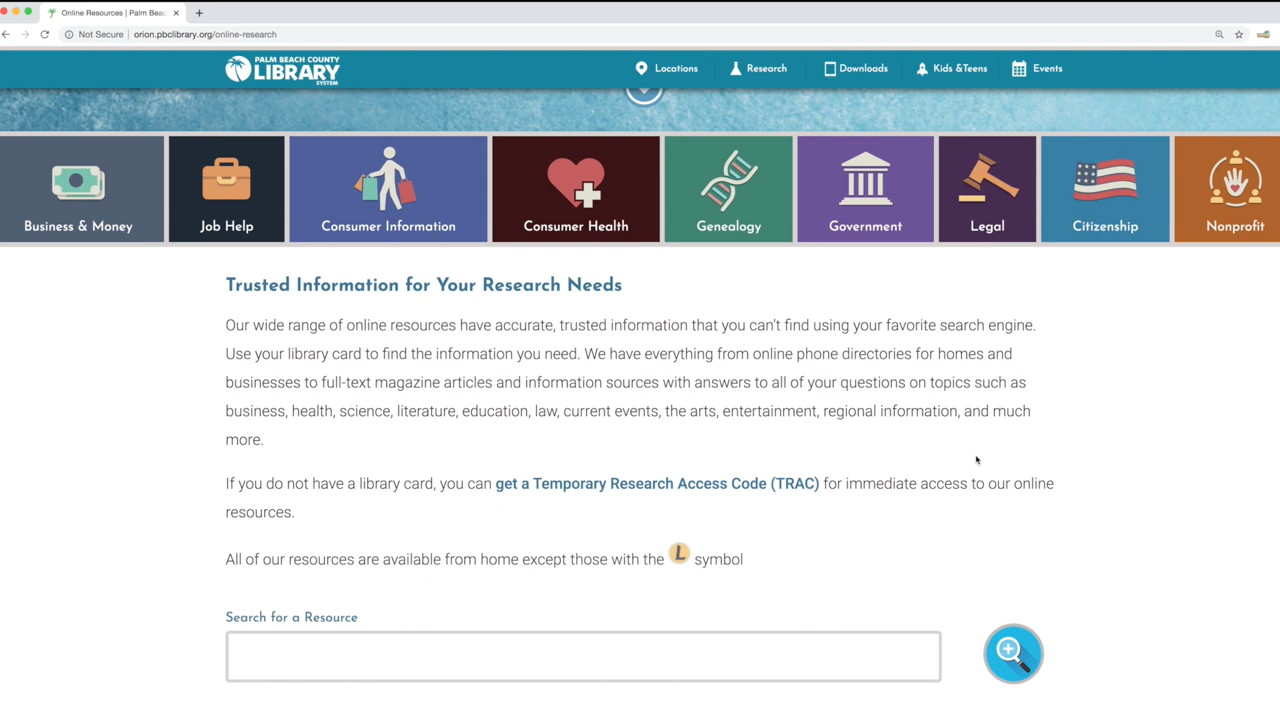 Online Resources | Palm Beac
Not Secure | orion.pbclibrary.org/online-research
PALM BEACH COUNTY
LIBRARY
SYSTEM
Locations
Research
Downloads
Kids &Teens
Events
Business & Money
Job Help
Consumer Information
Consumer Health
Genealogy
Government
Legal
Citizenship
Nonprofit
Trusted Information for Your Research Needs
Our wide range of online resources have accurate, trusted information that you can’t find using your favorite search engine.
Use your library card to find the information you need. We have everything from online phone directories for homes and
businesses to full-text magazine articles and information sources with answers to all of your questions on topics such as
business, health, science, literature, education, law, current events, the arts, entertainment, regional information, and much
more.
If you do not have a library card, you can get a Temporary Research Access Code (TRAC) for immediate access to our online
resources.
All of our resources are available from home except those with the L symbol
Search for a Resource